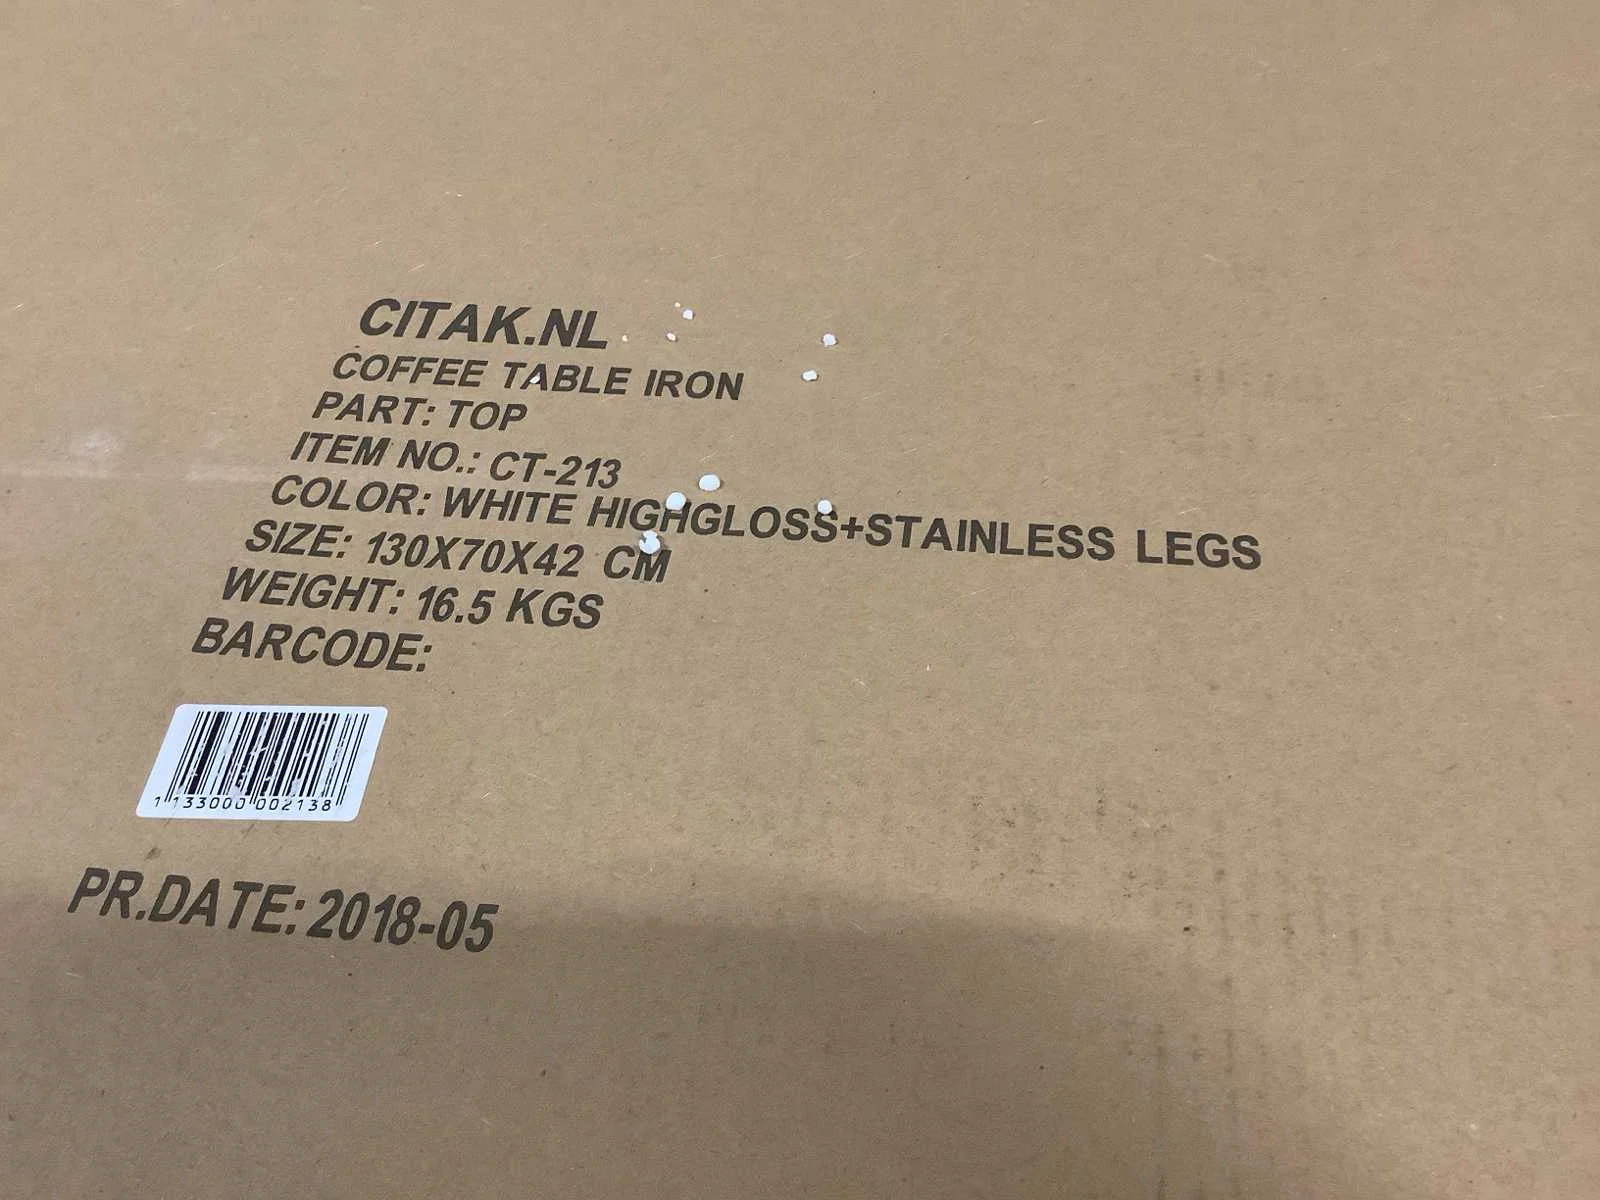 CITAK.NL
COFFEE TABLE IRON
PART: TOP
ITEM NO.: CT-213
COLOR: WHITE HIGHGLOSS+STAINLESS LEGS
SIZE: 130X70X42 CM
WEIGHT: 16.5 KGS
BARCODE:
1 133000 002138
PR.DATE: 2018-05